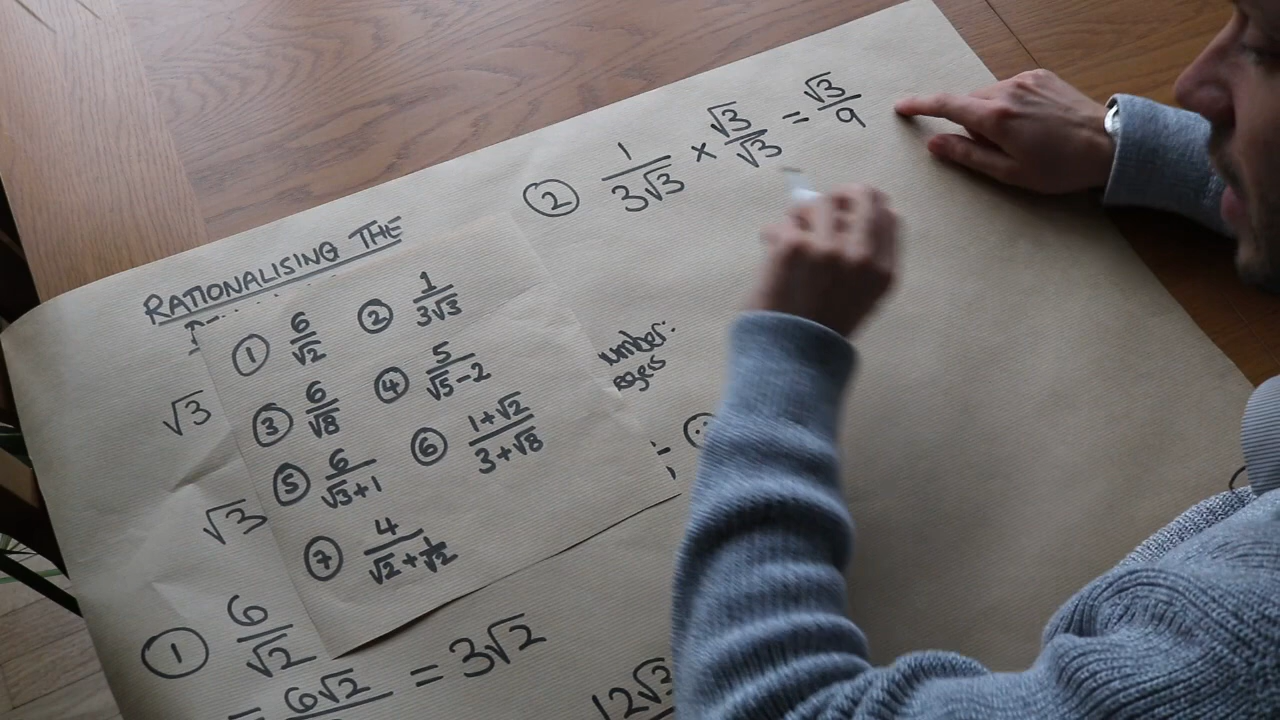 ② 1/3√3 × √3/√3 = √3/9
RATIONALISING THE
① 6/√2 ② 1/3√3
③ 6/√8 ④ 5/√5-2
⑤ 6/√3+1 ⑥ 1+√2/3+√8
⑦ 4/√2+1/√2
√3
√3
① 6/√2
= 6√2 = 3√2
12√3